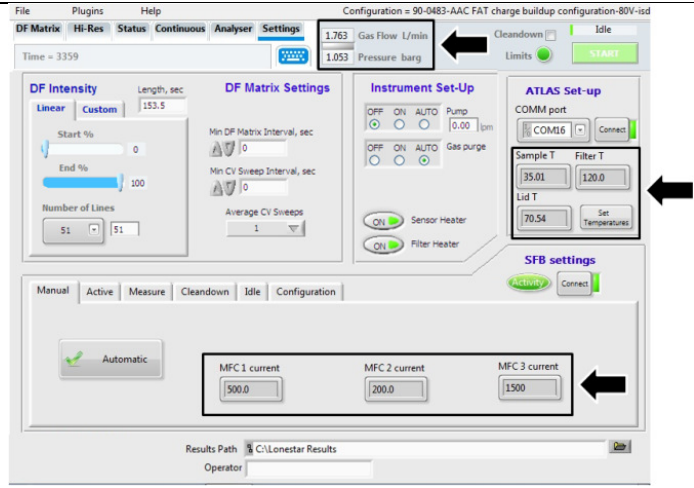 File Plugins Help Configuration = 90-0483-AAC FAT charge buildup configuration-80V-isd
DF Matrix Hi-Res Status Continuous Analyser Settings
1.763 Gas Flow L/min
Cleandown
Idle
Time = 3359
1.053 Pressure barg
Limits
START
DF Intensity
Length, sec
Linear Custom 153.5
Start %
0
End %
100
Number of Lines
51 51
DF Matrix Settings
Min DF Matrix Interval, sec
0
Min CV Sweep Interval, sec
0
Average CV Sweeps
1
Instrument Set-Up
OFF ON AUTO Pump
0.00 lpm
OFF ON AUTO Gas purge
ON Sensor Heater
ON Filter Heater
ATLAS Set-up
COMM port
COM16 Connect
Sample T Filter T
35.01 120.0
Lid T
70.54 Set Temperatures
SFB settings
Activity Connect
Manual Active Measure Cleandown Idle Configuration
Automatic
MFC 1 current MFC 2 current MFC 3 current
500.0 200.0 1500
Results Path C:\Lonestar Results
Operator